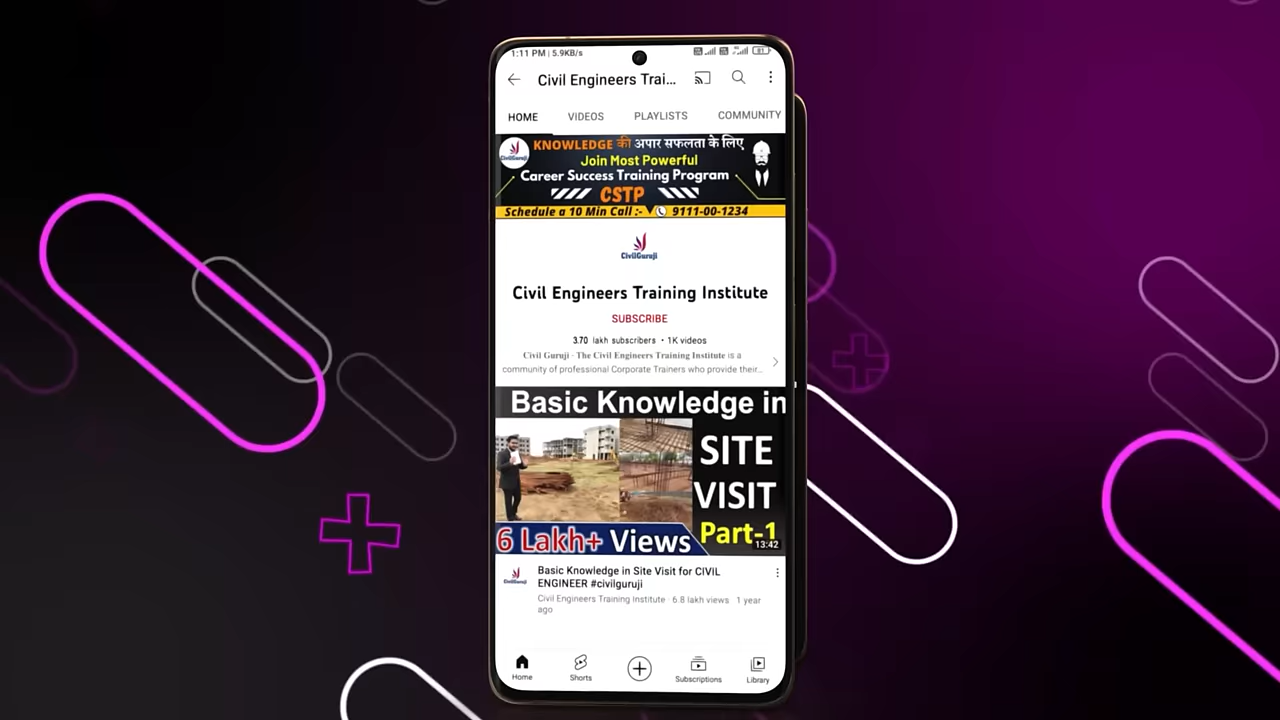 1:11 PM | 5.9KB/s
81
Civil Engineers Trai...
HOME VIDEOS PLAYLISTS COMMUNITY
CivilGuruji
KNOWLEDGE की अपार सफलता के लिए
Join Most Powerful
Career Success Training Program
CSTP
Schedule a 10 Min Call :- 9111-00-1234
CivilGuruji
Civil Engineers Training Institute
SUBSCRIBE
3.70 lakh subscribers • 1K videos
Civil Guruji - The Civil Engineers Training Institute is a
community of professional Corporate Trainers who provide their...
Basic Knowledge in
SITE
VISIT
Part-1
6 Lakh+ Views
13:42
CivilGuruji
Basic Knowledge in Site Visit for CIVIL
ENGINEER #civilguruji
Civil Engineers Training Institute · 6.8 lakh views · 1 year
ago
Home Shorts Subscriptions Library